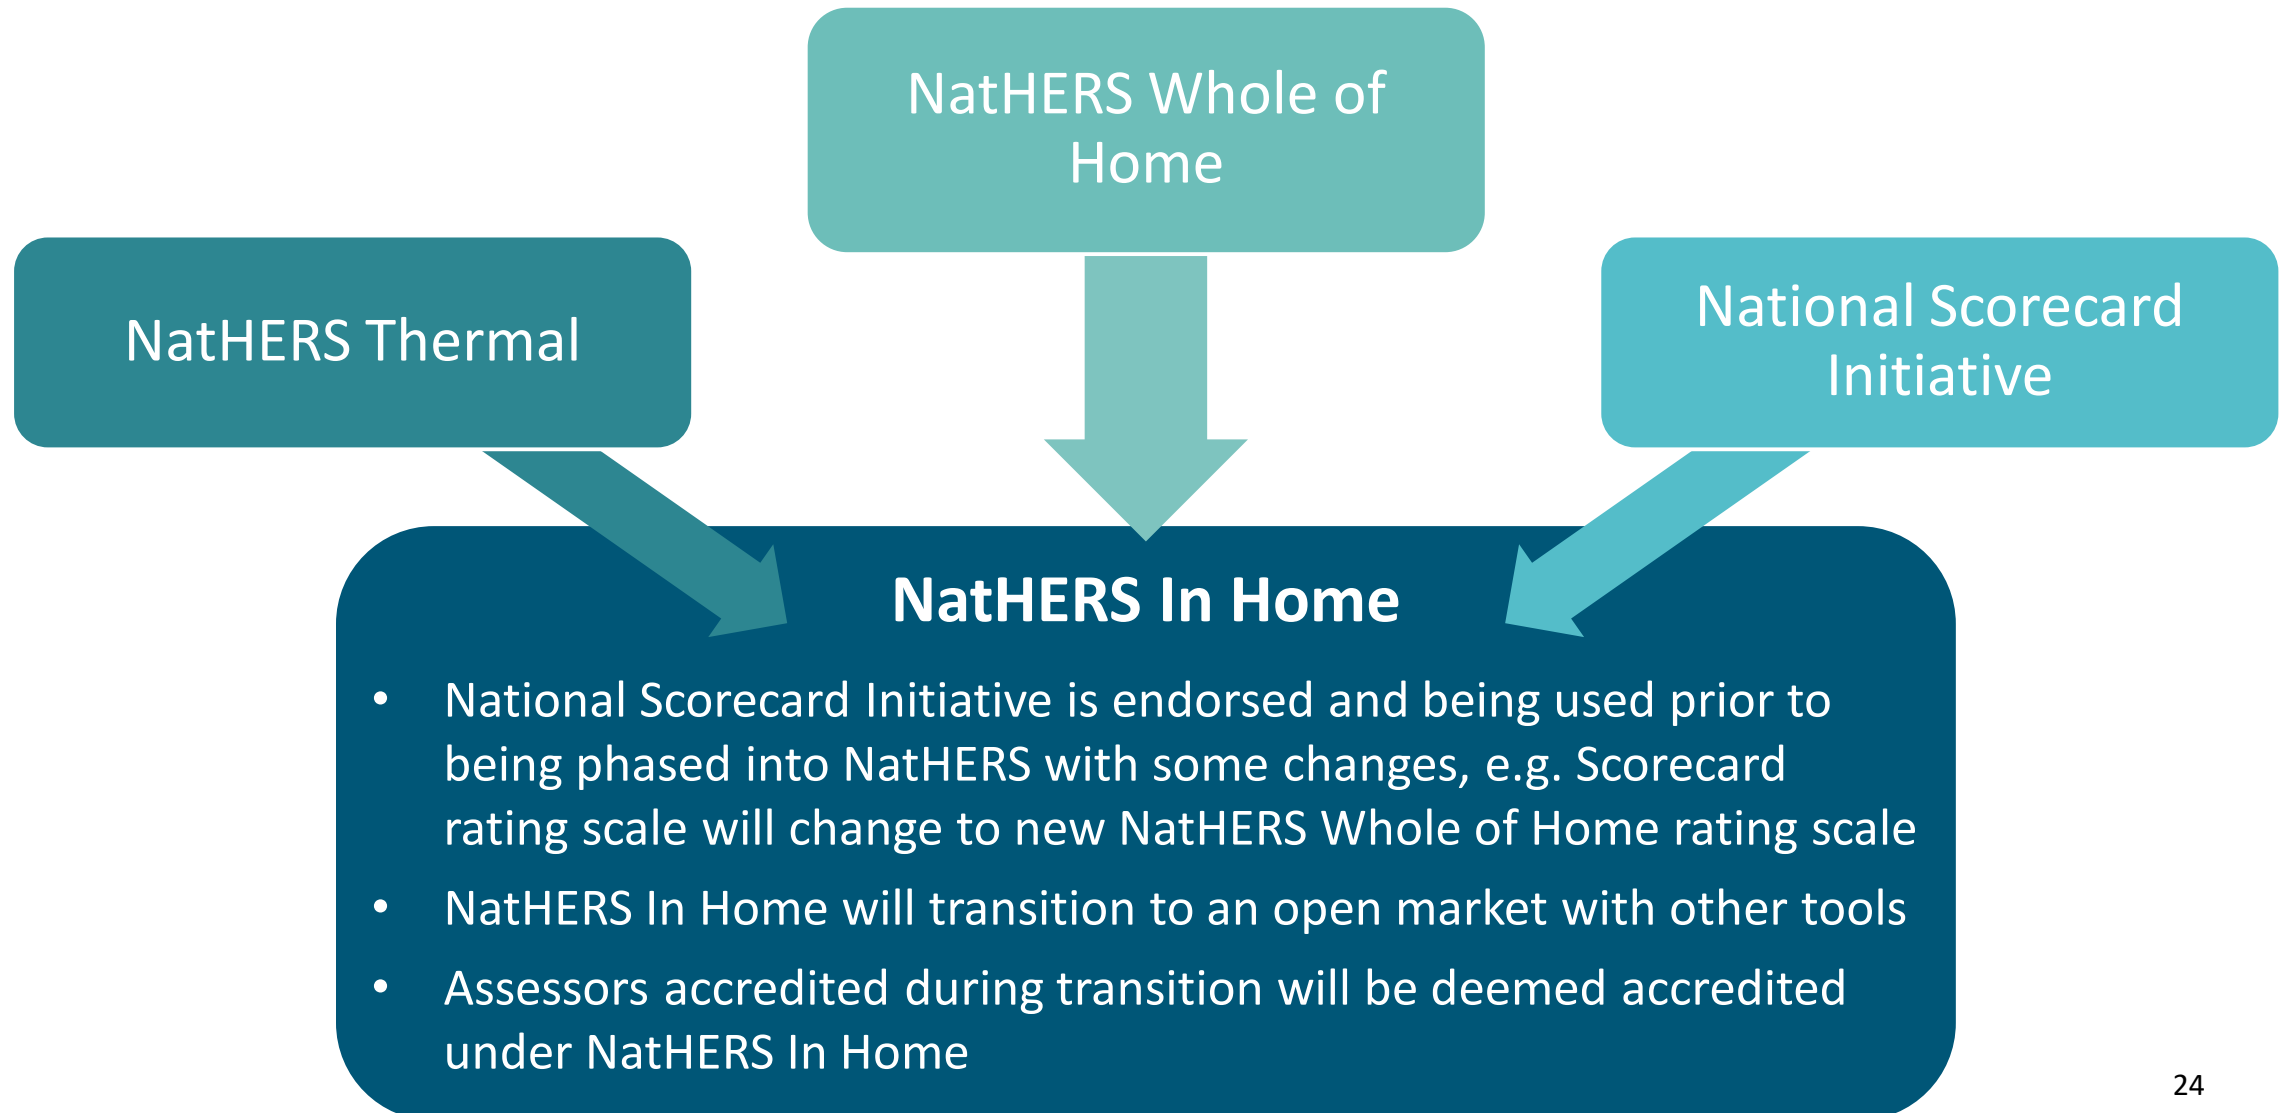 NatHERS Whole of
Home
NatHERS Thermal
National Scorecard
Initiative
NatHERS In Home
• National Scorecard Initiative is endorsed and being used prior to
being phased into NatHERS with some changes, e.g. Scorecard
rating scale will change to new NatHERS Whole of Home rating scale
• NatHERS In Home will transition to an open market with other tools
• Assessors accredited during transition will be deemed accredited
under NatHERS In Home
24